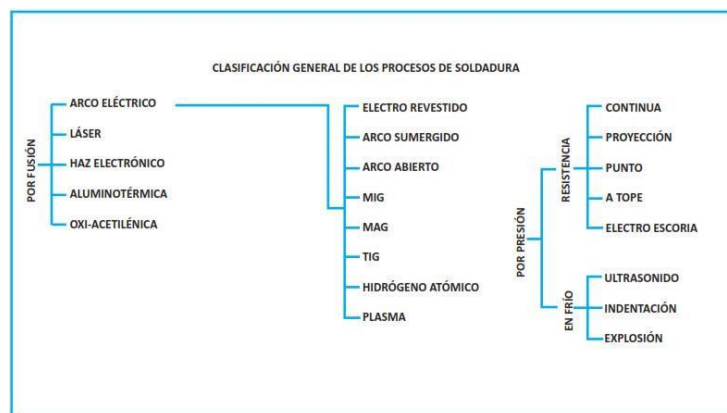 CLASIFICACIÓN GENERAL DE LOS PROCESOS DE SOLDADURA
POR FUSIÓN
ARCO ELÉCTRICO
LÁSER
HAZ ELECTRÓNICO
ALUMINOTÉRMICA
OXI-ACETILÉNICA
ELECTRO REVESTIDO
ARCO SUMERGIDO
ARCO ABIERTO
MIG
MAG
TIG
HIDRÓGENO ATÓMICO
PLASMA
POR PRESIÓN
RESISTENCIA
CONTINUA
PROYECCIÓN
PUNTO
A TOPE
ELECTRO ESCORIA
EN FRÍO
ULTRASONIDO
INDENTACIÓN
EXPLOSIÓN